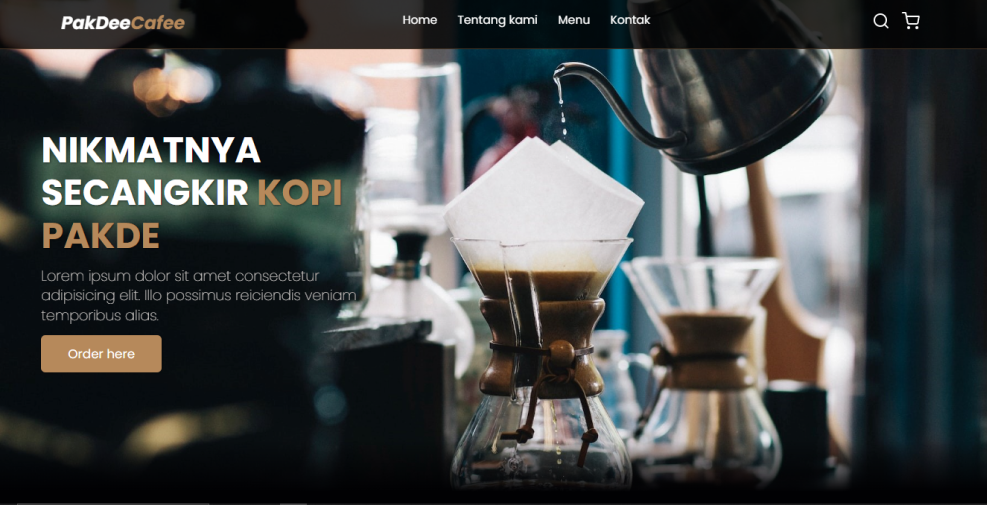 PakDeeCafee
Home Tentang kami Menu Kontak
NIKMATNYA
SECANGKIR KOPI
PAKDE
Lorem ipsum dolor sit amet consectetur
adipisicing elit. Illo possimus reiciendis veniam
temporibus alias.
Order here